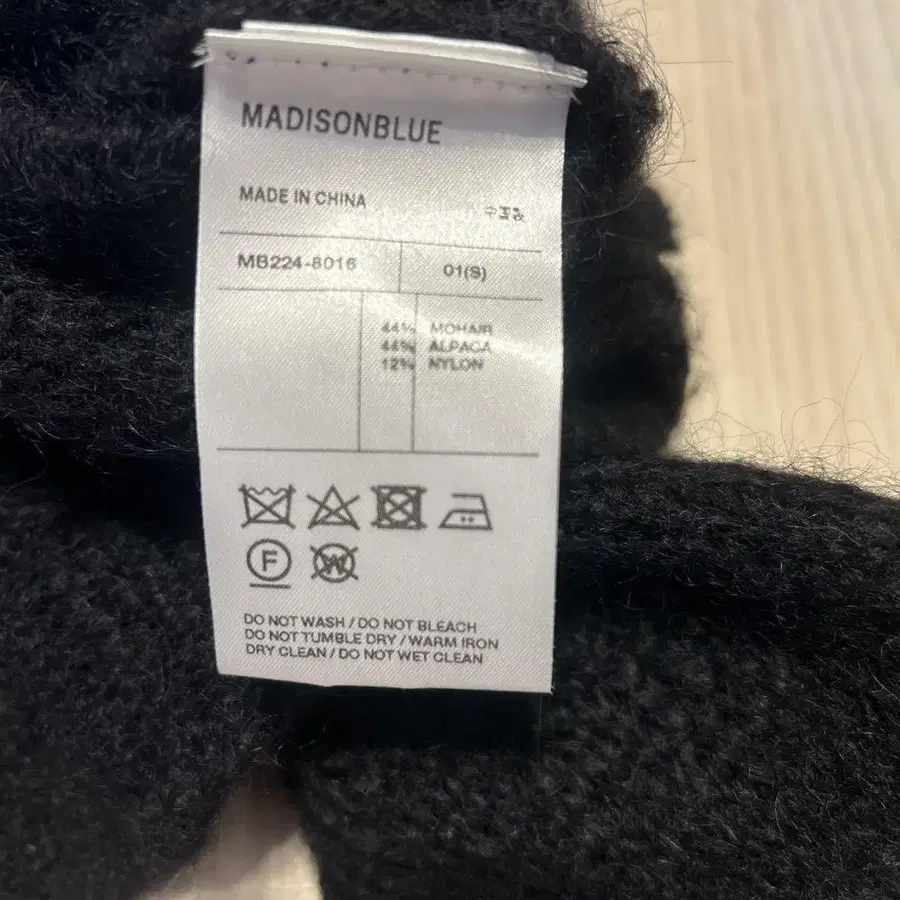 MADISONBLUE
MADE IN CHINA
MB224-8016 01(S)
44% MOHAIR
44% ALPACA
12% NYLON
F
W
DO NOT WASH / DO NOT BLEACH
DO NOT TUMBLE DRY / WARM IRON
DRY CLEAN / DO NOT WET CLEAN